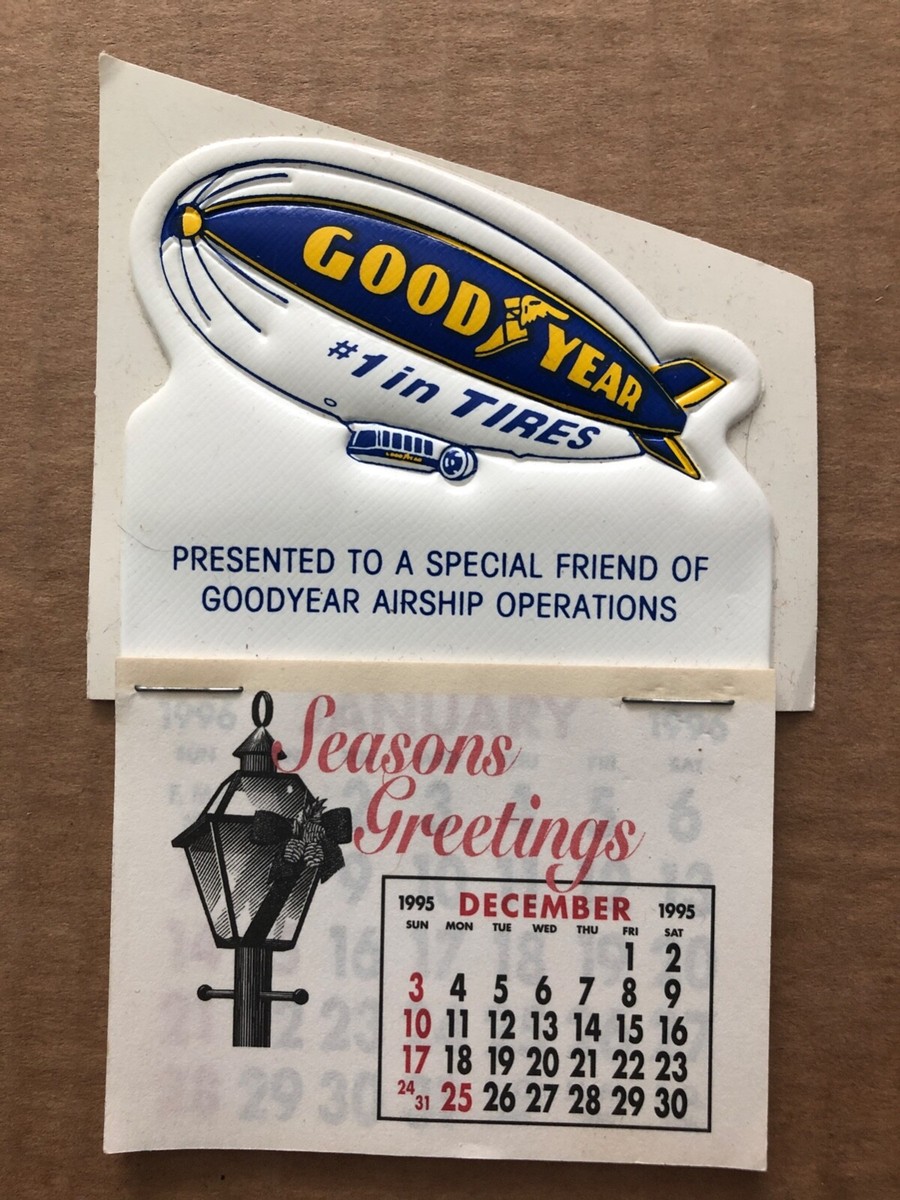 GOODYEAR
#1 in TIRES
GOODYEAR
PRESENTED TO A SPECIAL FRIEND OF
GOODYEAR AIRSHIP OPERATIONS
Seasons
Greetings
1995 DECEMBER 1995
SUN MON TUE WED THU FRI SAT
1 2
3 4 5 6 7 8 9
10 11 12 13 14 15 16
17 18 19 20 21 22 23
24 31 25 26 27 28 29 30